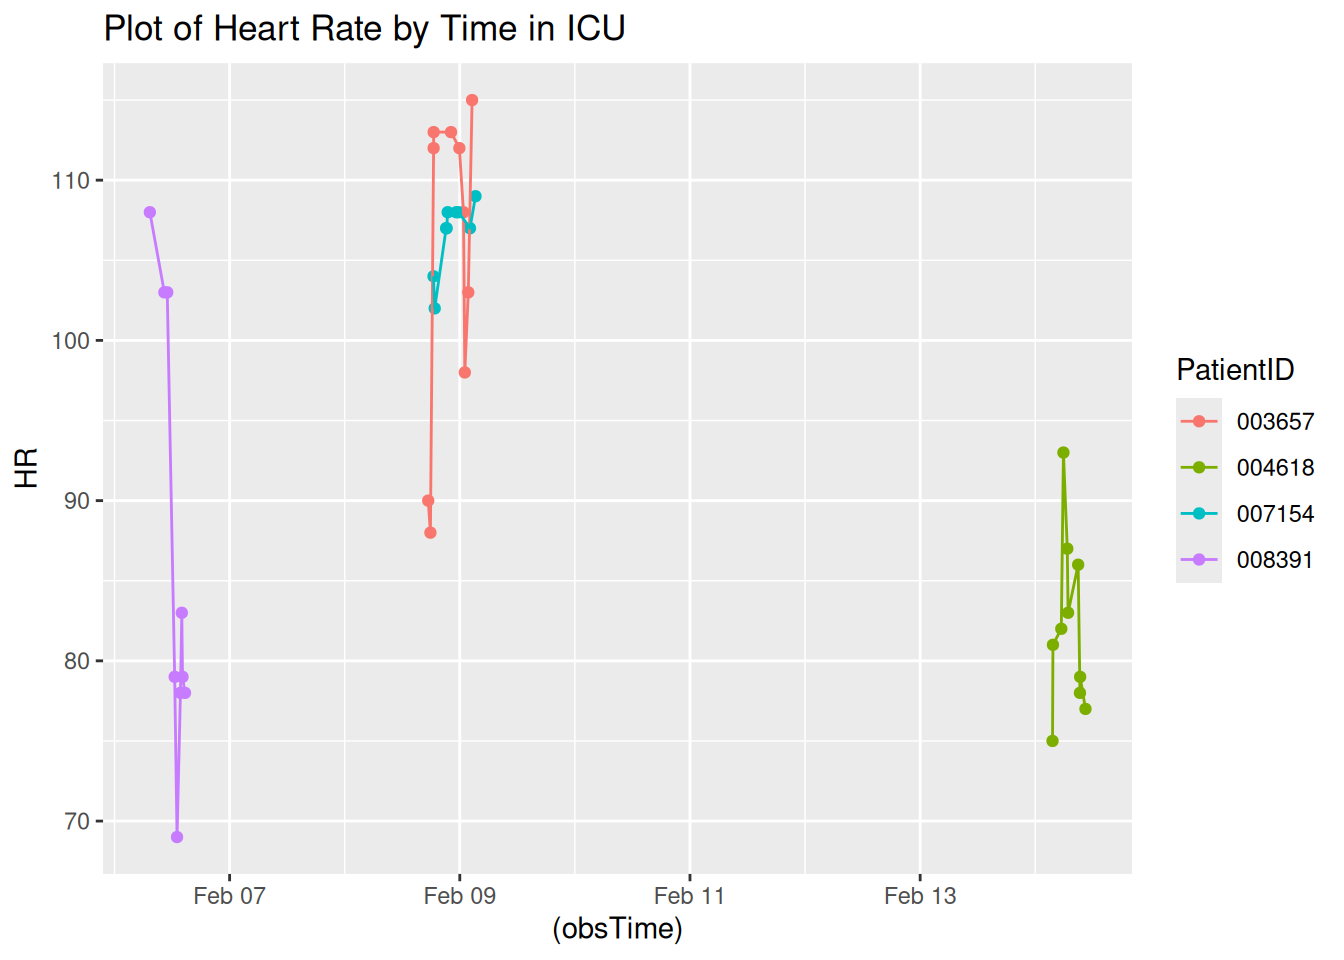 Plot of Heart Rate by Time in ICU
110
100
90
80
70
HR
Feb 07
Feb 09
Feb 11
Feb 13
(obsTime)
PatientID
003657
004618
007154
008391